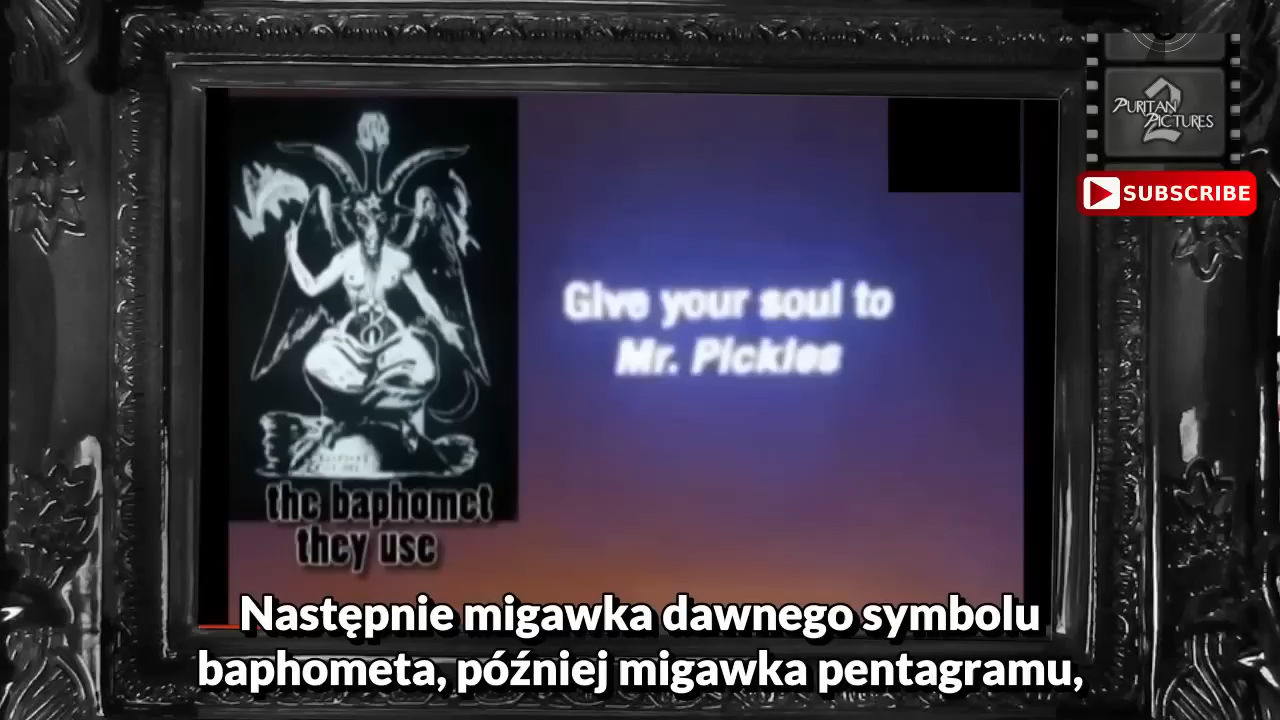 PURITAN
PICTURES
2
SUBSCRIBE
Give your soul to
Mr. Pickles
the baphomet
they use
Następnie migawka dawnego symbolu
baphometa, później migawka pentagramu,